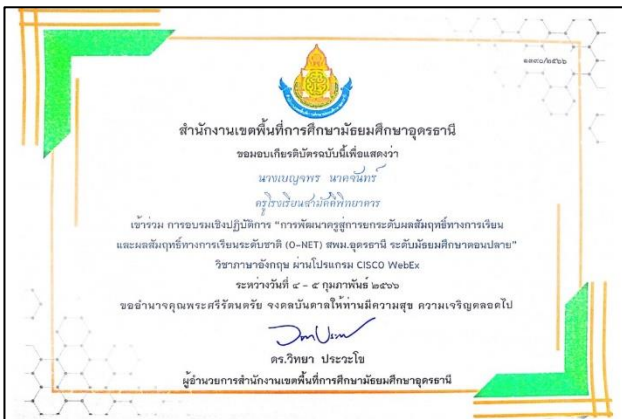 ๑๓๙๐/๒๕๖๖
สำนักงานเขตพื้นที่การศึกษามัธยมศึกษาอุดรธานี
ขอมอบเกียรติบัตรฉบับนี้เพื่อแสดงว่า
นางเบญจพร นาคจันทร์
ครูโรงเรียนสามัคคีพิทยาคาร
เข้าร่วม การอบรมเชิงปฏิบัติการ “การพัฒนาครูสู่การยกระดับผลสัมฤทธิ์ทางการเรียน
และผลสัมฤทธิ์ทางการเรียนระดับชาติ (O-NET) สพม.อุดรธานี ระดับมัธยมศึกษาตอนปลาย”
วิชาภาษาอังกฤษ ผ่านโปรแกรม CISCO WebEx
ระหว่างวันที่ ๔ - ๕ กุมภาพันธ์ ๒๕๖๖
ขออำนาจคุณพระศรีรัตนตรัย จงดลบันดาลให้ท่านมีความสุข ความเจริญตลอดไป
ดร.วิทยา ประวะโข
ผู้อำนวยการสำนักงานเขตพื้นที่การศึกษามัธยมศึกษาอุดรธานี